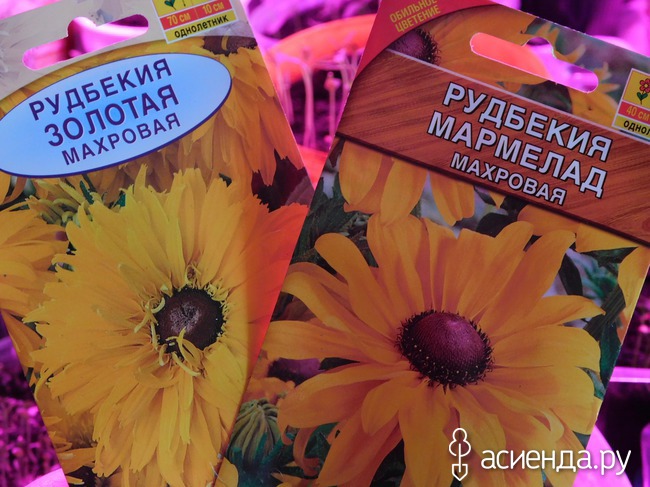 70 см 10 см
ОДНОЛЕТНИК
РУДБЕКИЯ
ЗОЛОТАЯ
МАХРОВАЯ
ОБИЛЬНОЕ
ЦВЕТЕНИЕ
40 см
РУДБЕКИЯ
МАРМЕЛАД
МАХРОВАЯ
асиенда.ру